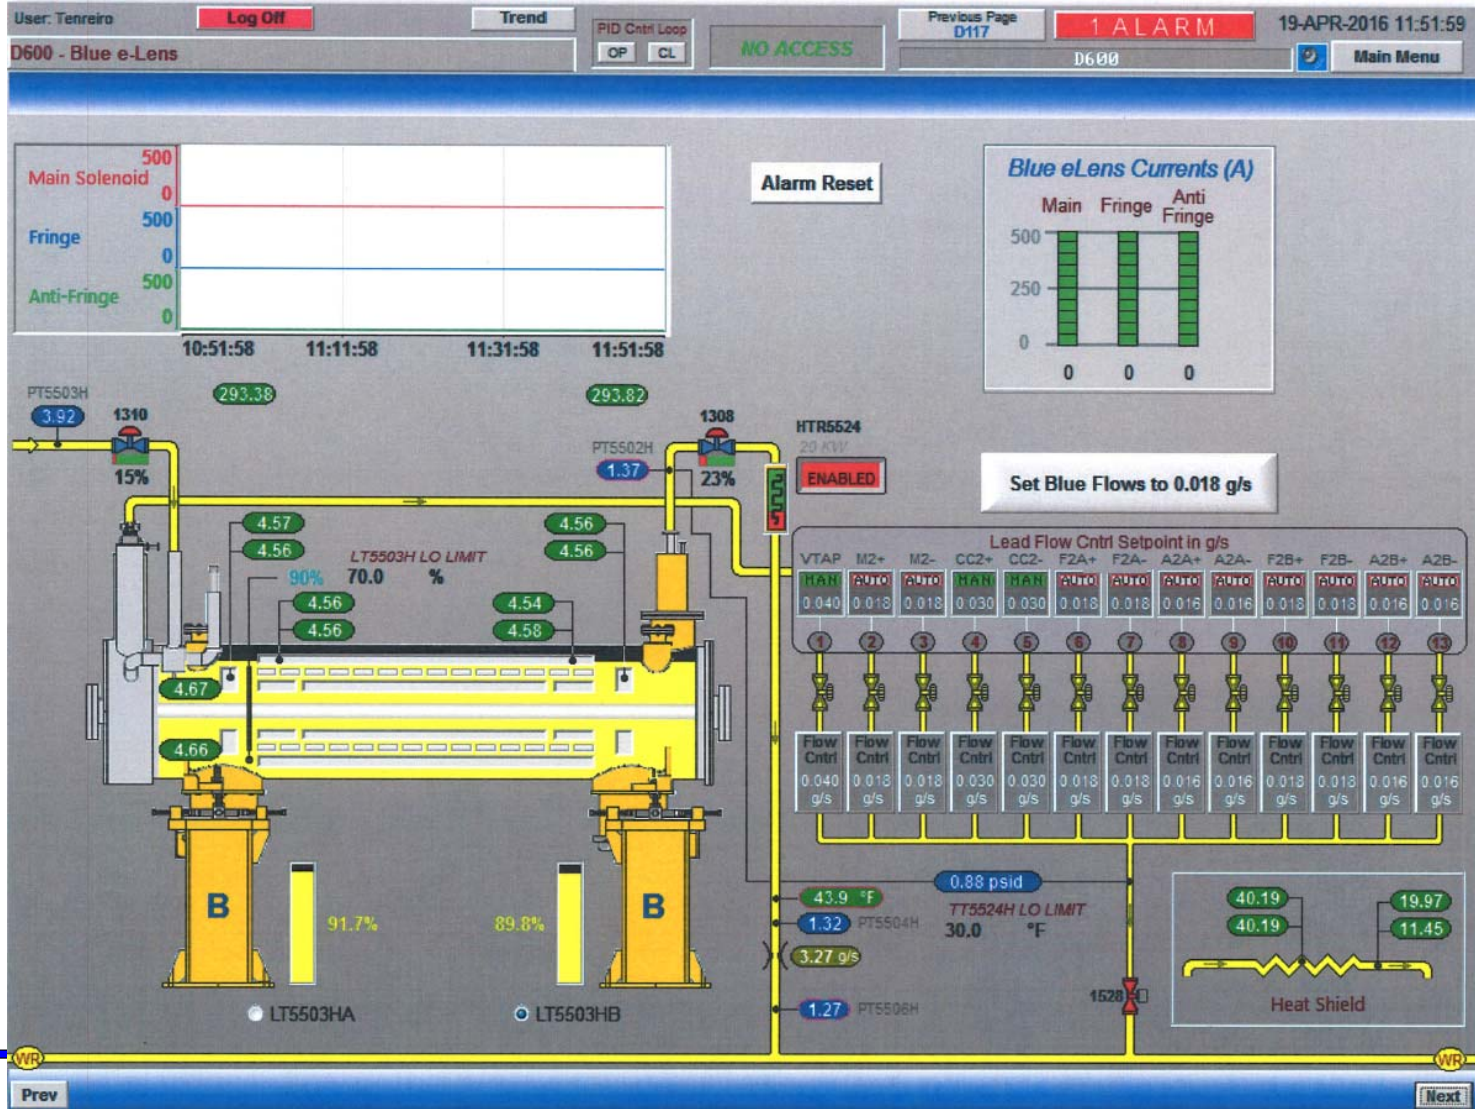 User: Tenreiro
Log Off
Trend
PID Cntrl Loop
OP CL
NO ACCESS
Previous Page
D117
1 ALARM
19-APR-2016 11:51:59
D600 - Blue e-Lens
D600
Main Menu
Main Solenoid
500
0
Fringe
500
0
Anti-Fringe
500
0
10:51:58 11:11:58 11:31:58 11:51:58
Alarm Reset
Blue eLens Currents (A)
Main Fringe Anti Fringe
500
250
0
0 0 0
PT5503H
3.92
1310
15%
293.38
293.82
PT5502H
1.37
1308
23%
HTR5524
20 KW
ENABLED
Set Blue Flows to 0.018 g/s
4.57
4.56
4.56
4.56
LT5503H LO LIMIT
90% 70.0 %
4.56
4.56
4.54
4.58
4.67
4.66
Lead Flow Cntrl Setpoint in g/s
VTAP M2+ M2- CC2+ CC2- F2A+ F2A- A2A+ A2A- F2B+ F2B- A2B+ A2B-
MAN AUTO AUTO MAN MAN AUTO AUTO AUTO AUTO AUTO AUTO AUTO AUTO
0.040 0.018 0.018 0.030 0.030 0.018 0.018 0.016 0.016 0.018 0.018 0.016 0.016
1 2 3 4 5 6 7 8 9 10 11 12 13
Flow Flow Flow Flow Flow Flow Flow Flow Flow Flow Flow Flow Flow
Cntrl Cntrl Cntrl Cntrl Cntrl Cntrl Cntrl Cntrl Cntrl Cntrl Cntrl Cntrl Cntrl
0.040 0.018 0.018 0.030 0.030 0.018 0.018 0.016 0.016 0.018 0.018 0.016 0.016
g/s g/s g/s g/s g/s g/s g/s g/s g/s g/s g/s g/s g/s
B
91.7%
89.8%
B
LT5503HA
LT5503HB
0.88 psid
43.9 °F
TT5524H LO LIMIT
30.0 °F
1.32 PT5504H
3.27 g/s
1.27 PT5506H
1528
40.19
40.19
19.97
11.45
Heat Shield
WR
WR
Prev
Next